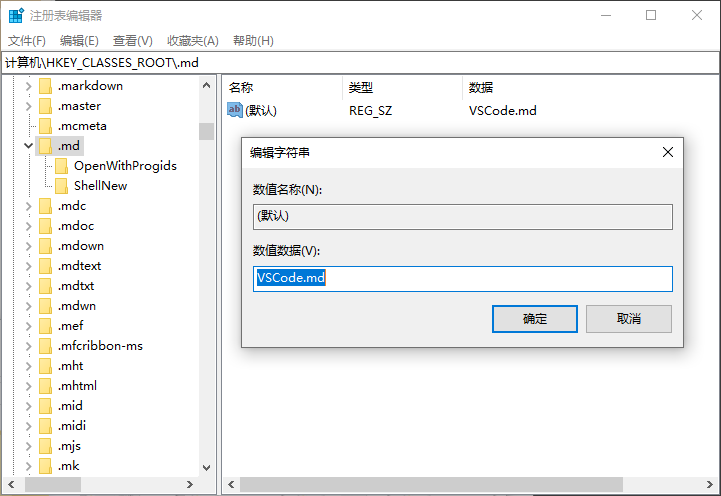 注册表编辑器
文件(F) 编辑(E) 查看(V) 收藏夹(A) 帮助(H)
计算机\HKEY_CLASSES_ROOT\.md
.markdown
.master
.mcmeta
.md
OpenWithProgids
ShellNew
.mdc
.mdoc
.mdown
.mdtext
.mdtxt
.mdwn
.mef
.mfcribbon-ms
.mht
.mhtml
.mid
.midi
.mjs
.mk
名称 类型 数据
ab (默认) REG_SZ VSCode.md
编辑字符串
数值名称(N):
(默认)
数值数据(V):
VSCode.md
确定 取消